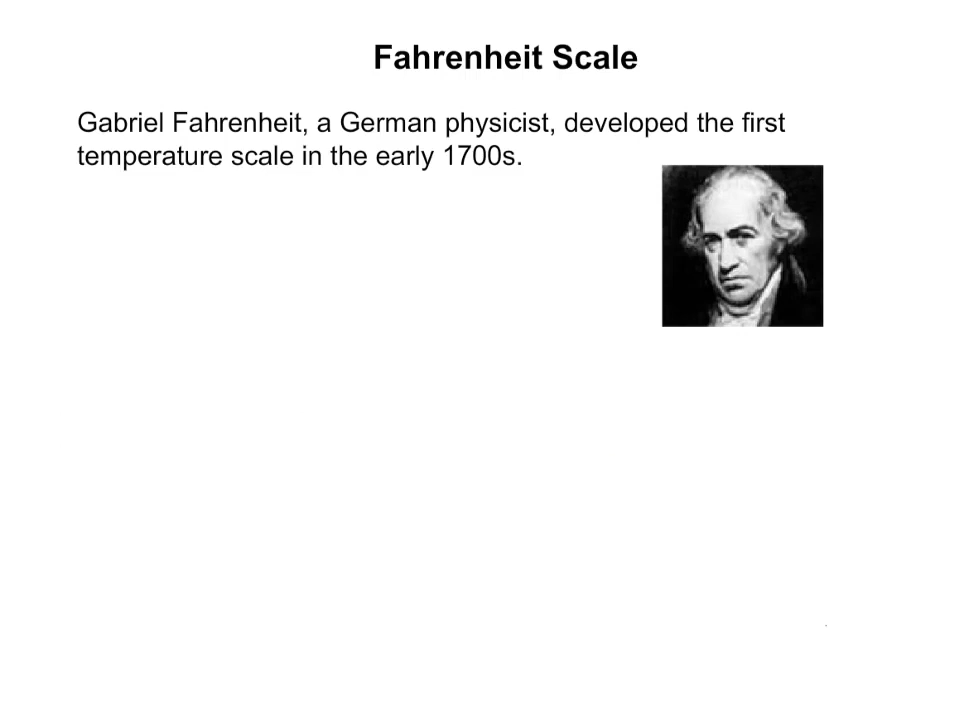 Fahrenheit Scale
Gabriel Fahrenheit, a German physicist, developed the first
temperature scale in the early 1700s.